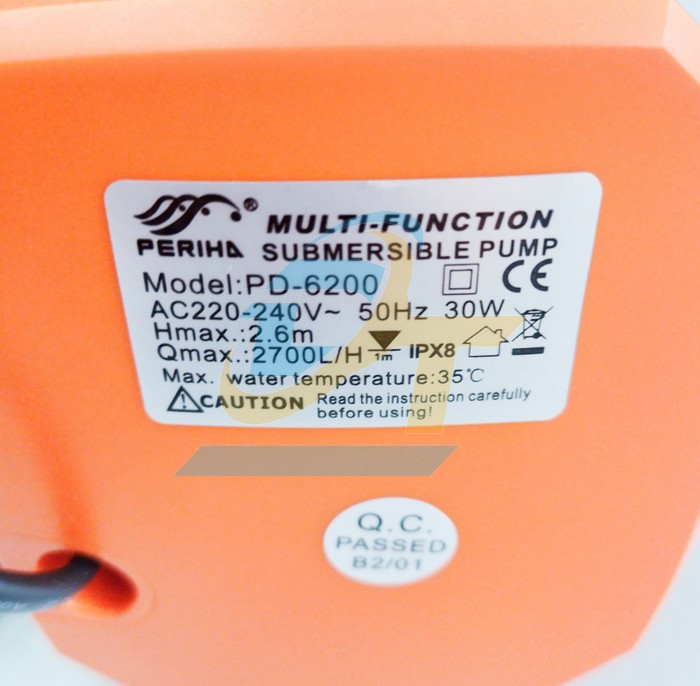 PERIHA
®
MULTI-FUNCTION
SUBMERSIBLE PUMP
Model:PD-6200
CE
AC220-240V~ 50Hz 30W
Hmax.:2.6m
Qmax.:2700L/H 1m IPX8
Max. water temperature:35℃
CAUTION Read the instruction carefully
before using!
Q.C.
PASSED
B2/01